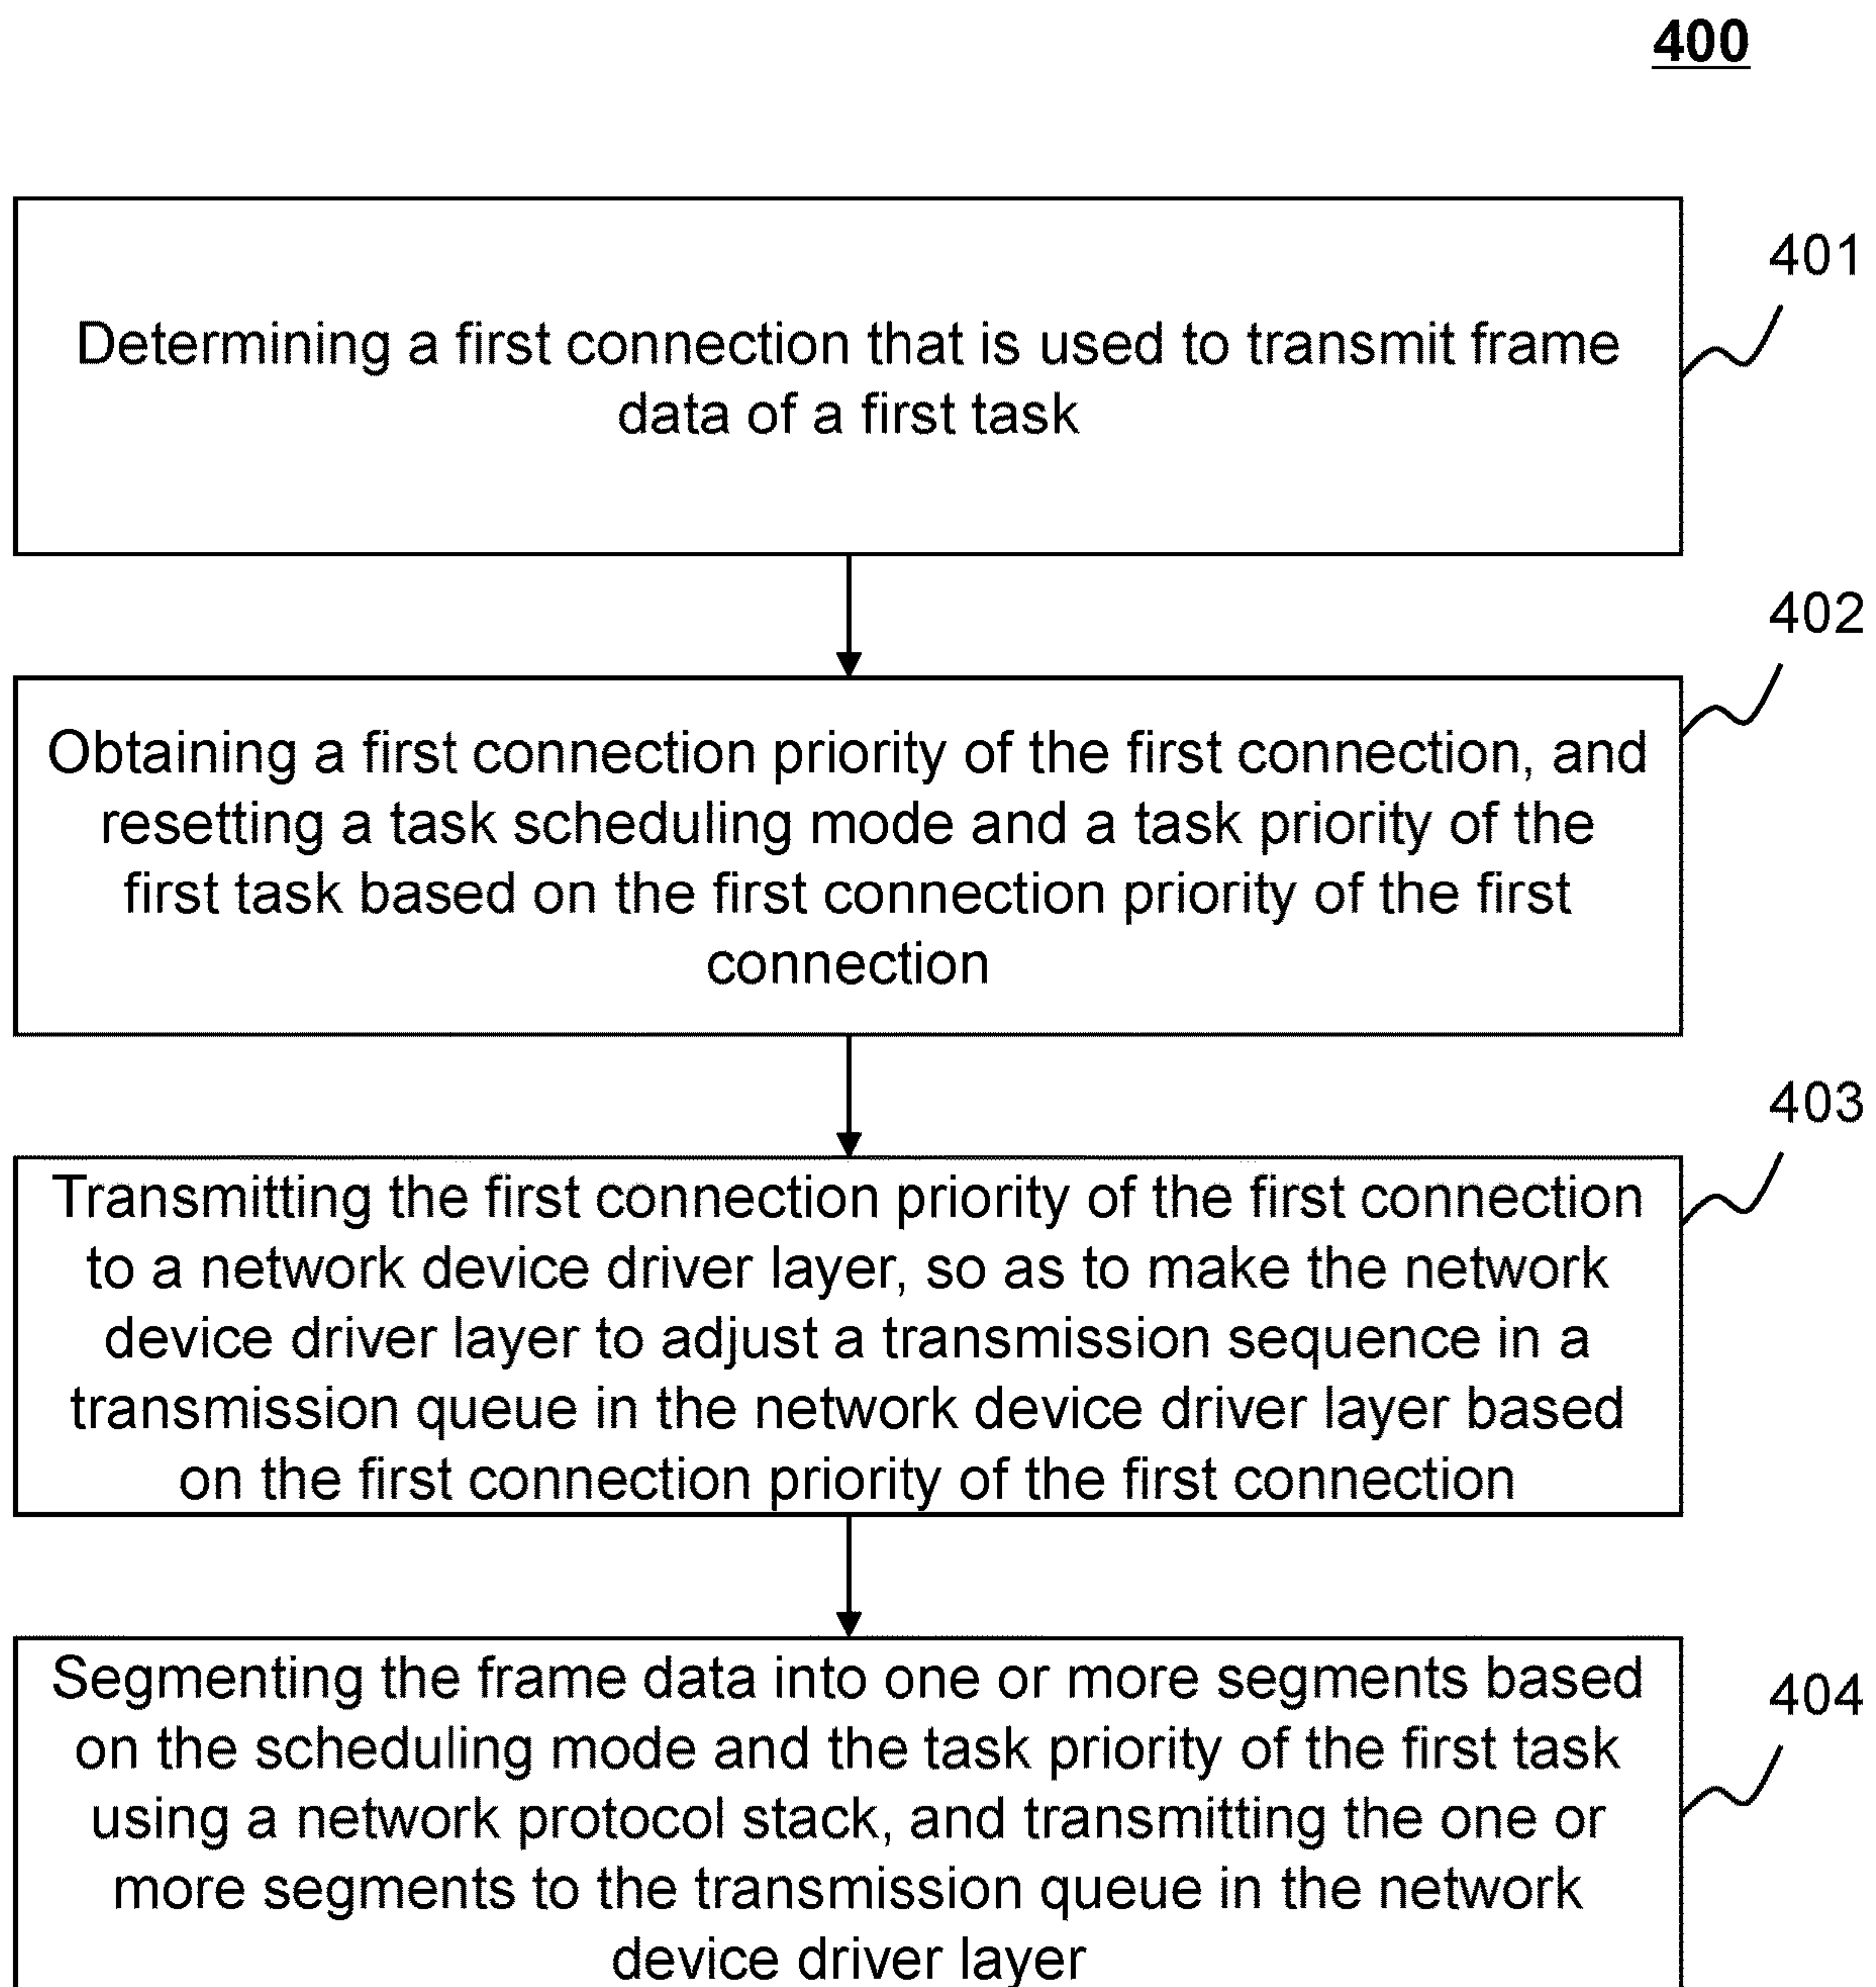 400
401
Determining a first connection that is used to transmit frame
data of a first task
402
Obtaining a first connection priority of the first connection, and
resetting a task scheduling mode and a task priority of the
first task based on the first connection priority of the first
connection
403
Transmitting the first connection priority of the first connection
to a network device driver layer, so as to make the network
device driver layer to adjust a transmission sequence in a
transmission queue in the network device driver layer based
on the first connection priority of the first connection
404
Segmenting the frame data into one or more segments based
on the scheduling mode and the task priority of the first task
using a network protocol stack, and transmitting the one or
more segments to the transmission queue in the network
device driver layer